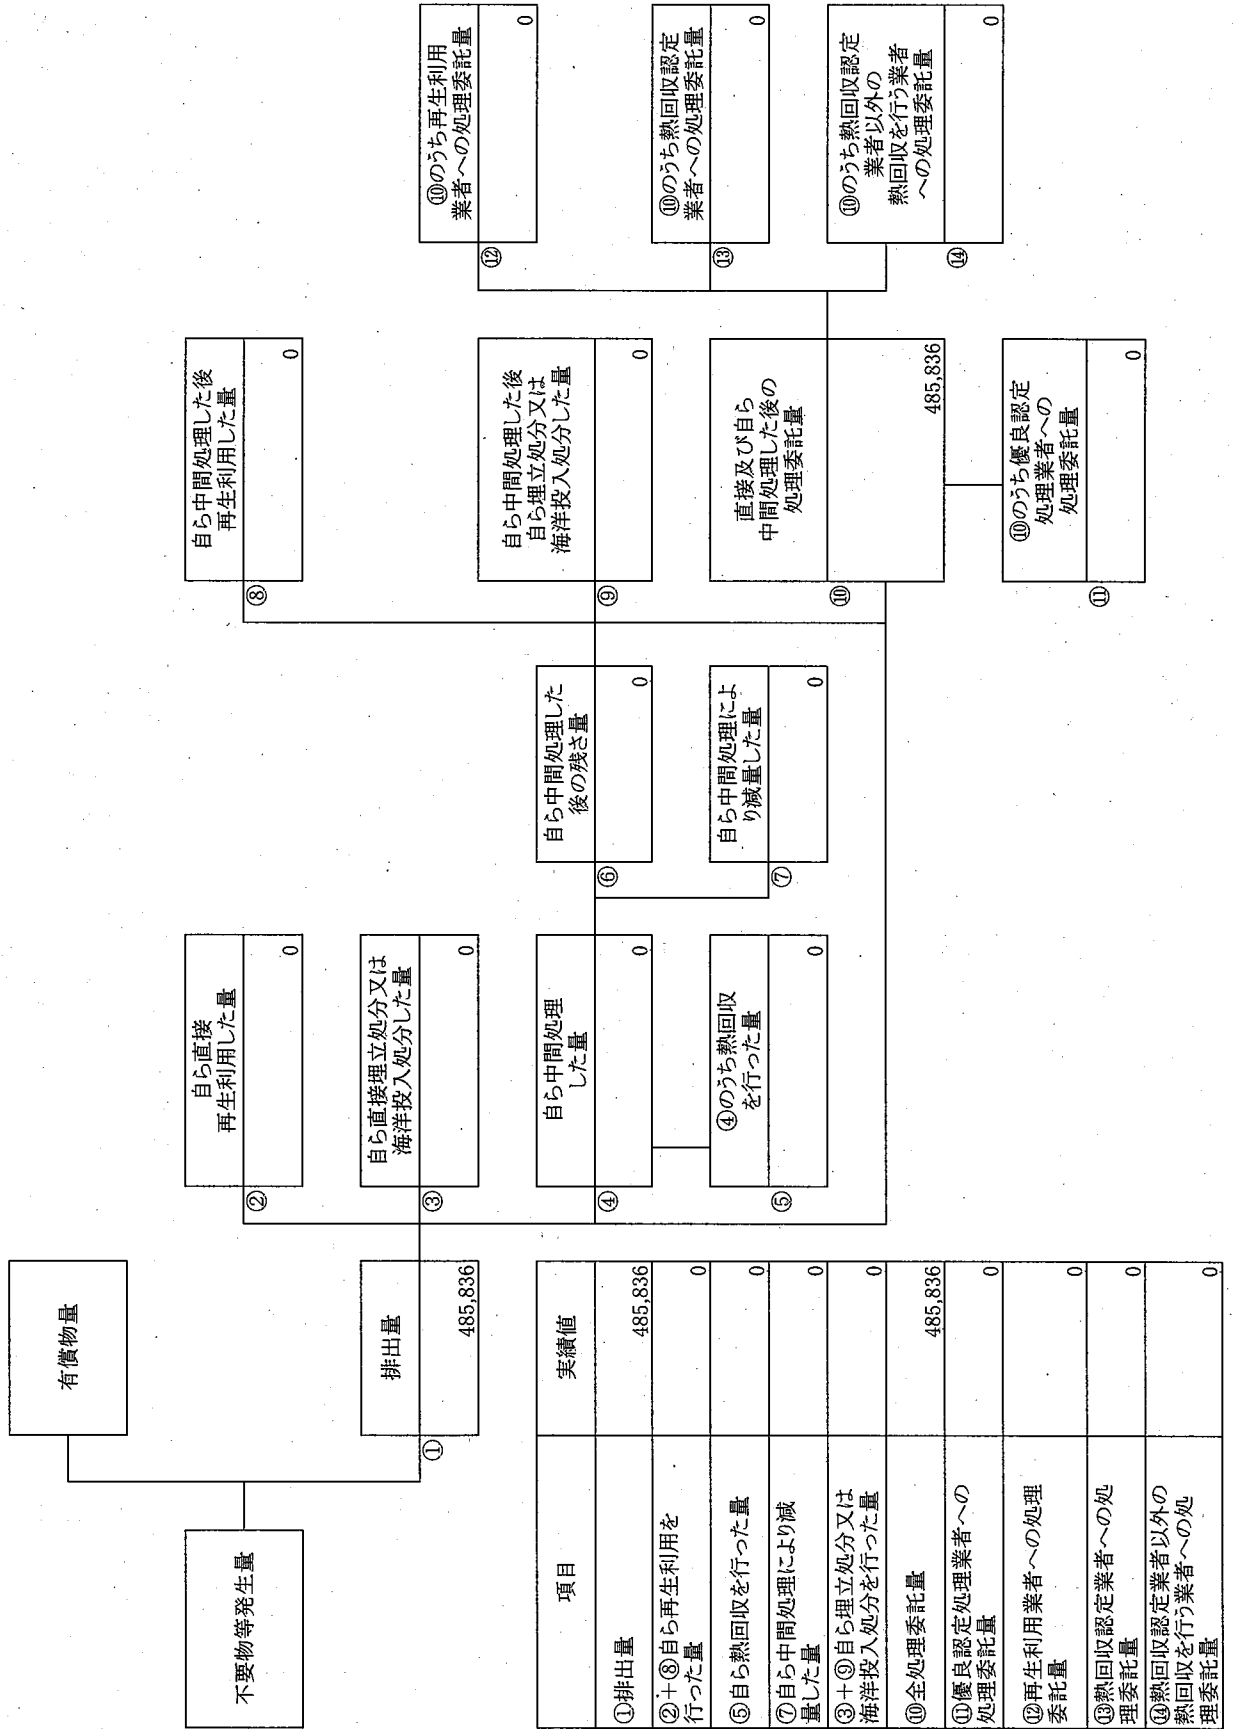 不要物等発生量
有償物量
①
排出量
485,836
②
自ら直接
再生利用した量
0
③
自ら直接埋立処分又は
海洋投入処分した量
0
④
自ら中間処理
した量
0
⑤
④のうち熱回収
を行った量
0
⑥
自ら中間処理した
後の残さ量
0
⑦
自ら中間処理によ
り減量した量
0
⑧
自ら中間処理した後
再生利用した量
0
⑨
自ら中間処理した後
自ら埋立処分又は
海洋投入処分した量
0
⑩
直接及び自ら
中間処理した後の
処理委託量
485,836
⑪
⑩のうち優良認定
処理業者への
処理委託量
0
⑫
⑩のうち再生利用
業者への処理委託量
0
⑬
⑩のうち熱回収認定
業者への処理委託量
0
⑭
⑩のうち熱回収認定
業者以外の
熱回収を行う業者
への処理委託量
0
項目 実績値
①排出量 485,836
②+⑧自ら再生利用を
行った量 0
⑤自ら熱回収を行った量 0
⑦自ら中間処理により減
量した量 0
③+⑨自ら埋立処分又は
海洋投入処分を行った量 0
⑩全処理委託量 485,836
⑪優良認定処理業者への
処理委託量 0
⑫再生利用業者への処理
委託量 0
⑬熱回収認定業者への処
理委託量 0
⑭熱回収認定業者以外の
熱回収を行う業者への処
理委託量 0